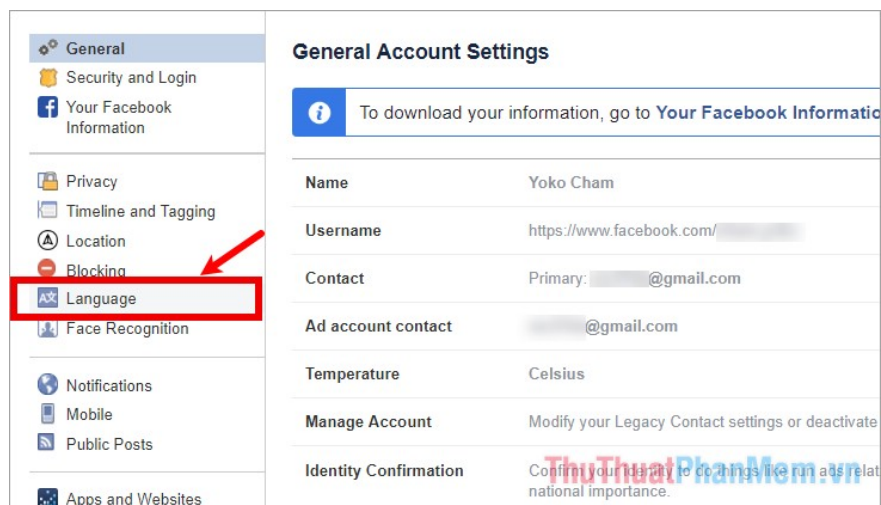 General
Security and Login
Your Facebook
Information
Privacy
Timeline and Tagging
Location
Blocking
Language
Face Recognition
Notifications
Mobile
Public Posts
Apps and Websites
General Account Settings
To download your information, go to Your Facebook Informatio
Name Yoko Cham
Username https://www.facebook.com/
Contact Primary: @gmail.com
Ad account contact @gmail.com
Temperature Celsius
Manage Account Modify your Legacy Contact settings or deactivate
Identity Confirmation Confirm your identity to do things like run ads relat
national importance.
ThuThuatPhanMem.vn